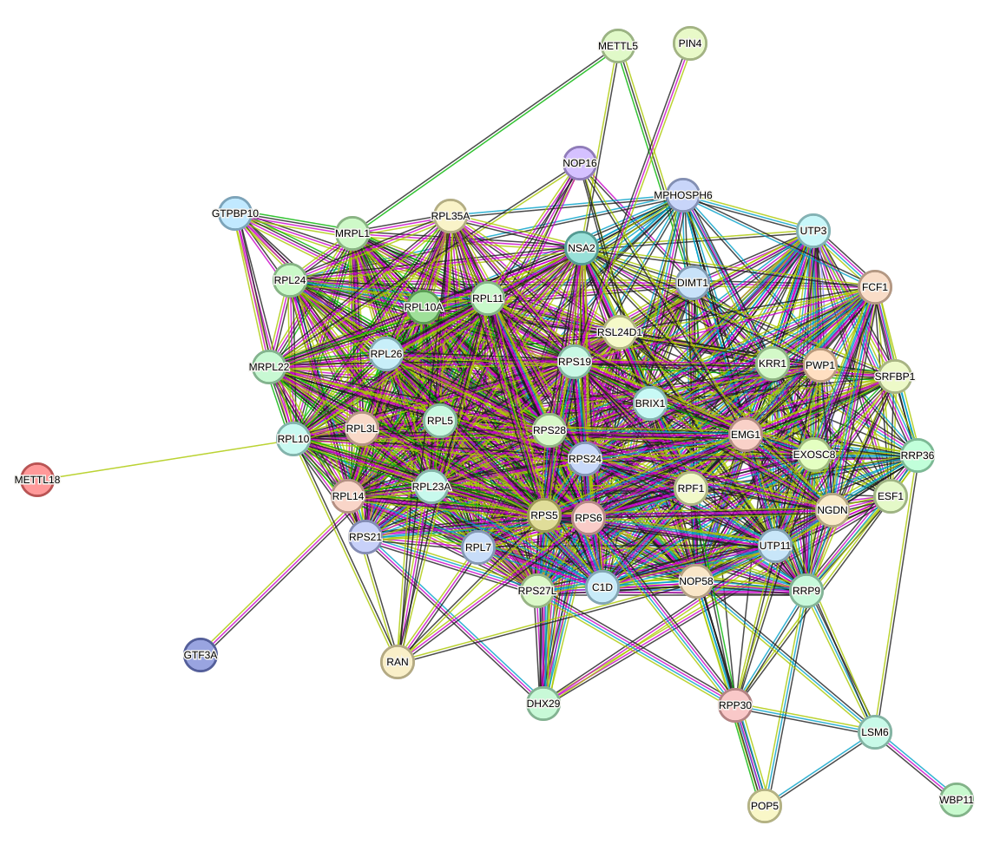 METTL5
PIN4
NOP16
MPHOSPH6
GTPBP10
RPL35A
MRPL1
UTP3
NSA2
RPL24
DIMT1
FCF1
RPL11
RPL10A
RSL24D1
RPL26
RPS19
KRR1
PWP1
MRPL22
SRFBP1
BRIX1
RPL5
RPL3L
RPS28
EMG1
RPL10
EXOSC8
RRP36
RPS24
METTL18
RPL23A
RPF1
RPL14
ESF1
NGDN
RPS5
RPS6
RPS21
RPL7
UTP11
NOP58
C1D
RPS27L
RRP9
GTF3A
RAN
DHX29
RPP30
LSM6
WBP11
POP5